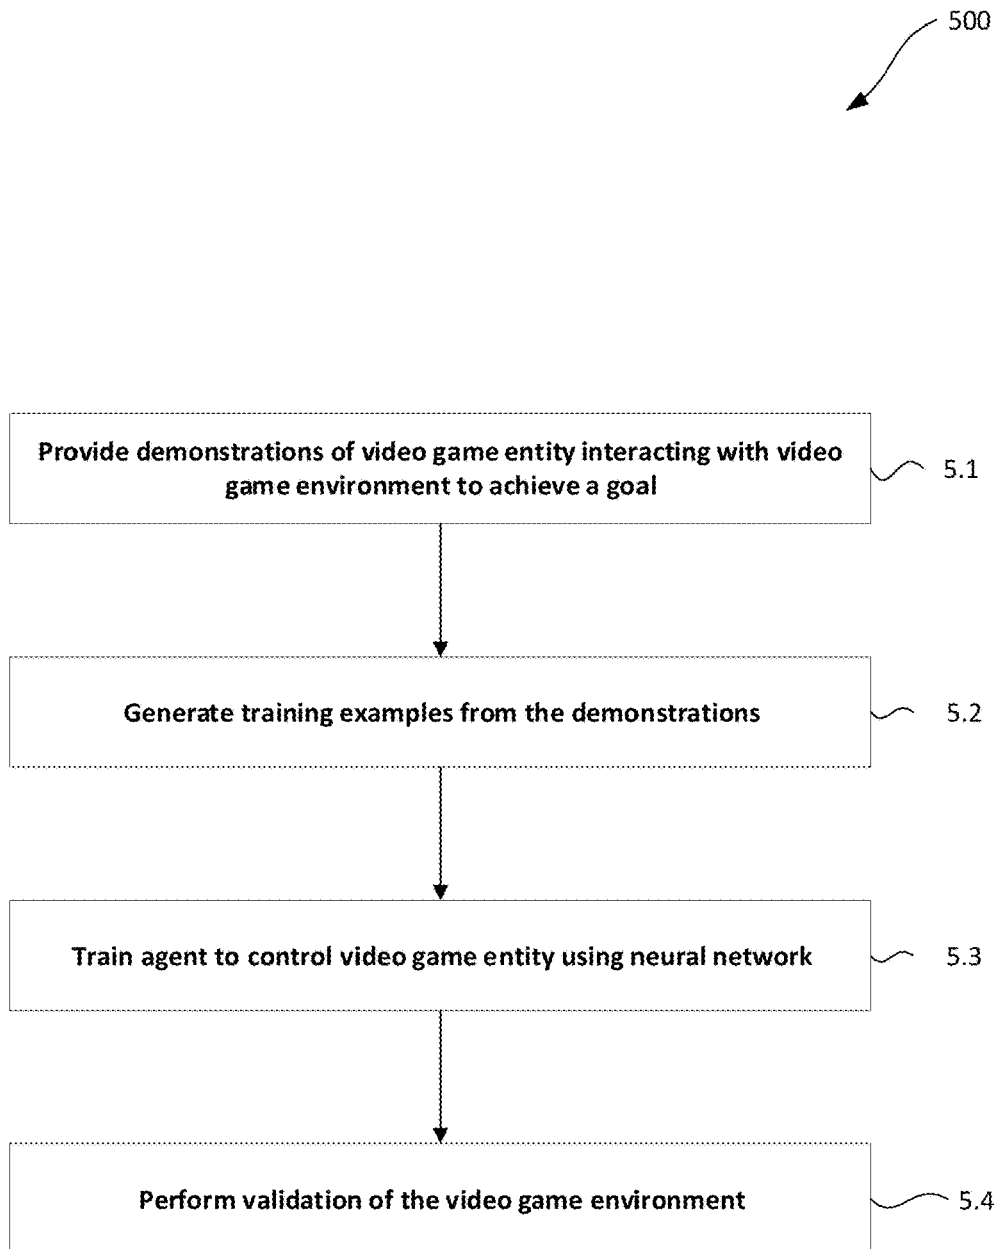 500
Provide demonstrations of video game entity interacting with video
game environment to achieve a goal
5.1
Generate training examples from the demonstrations
5.2
Train agent to control video game entity using neural network
5.3
Perform validation of the video game environment
5.4